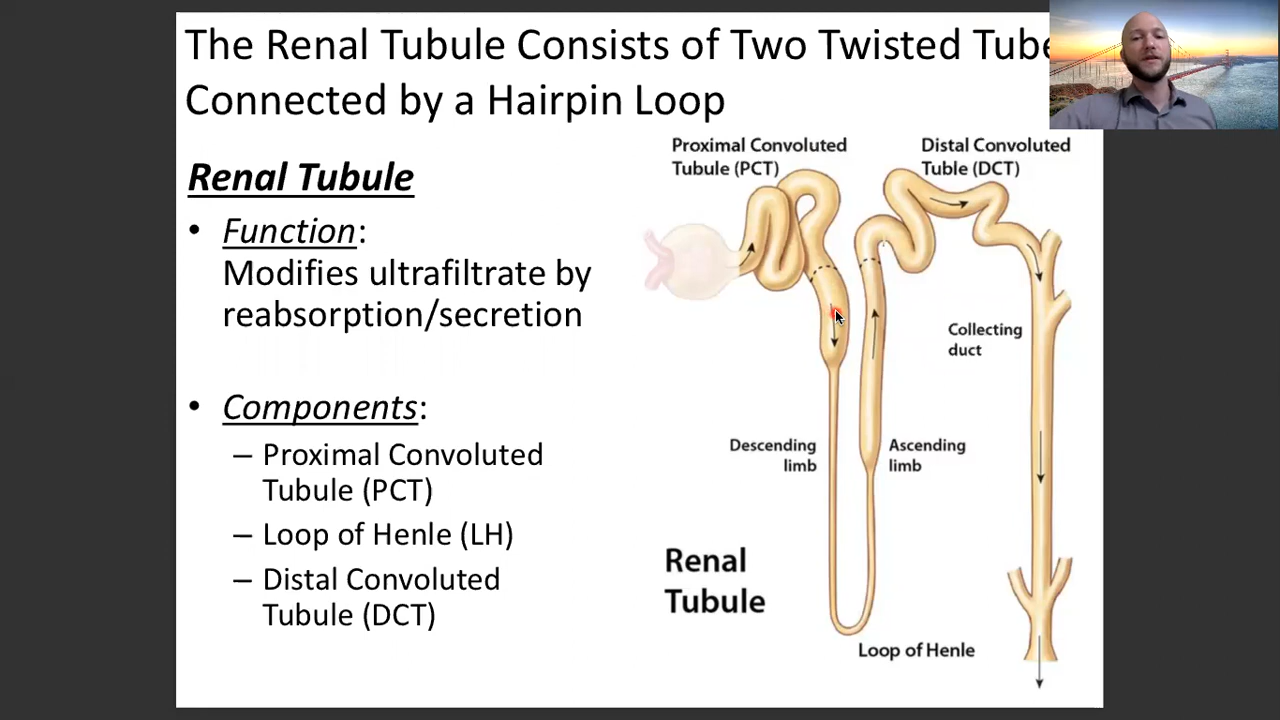 The Renal Tubule Consists of Two Twisted
Connected by a Hairpin Loop
Renal Tubule
• Function:
Modifies ultrafiltrate by
reabsorption/secretion
• Components:
– Proximal Convoluted
Tubule (PCT)
– Loop of Henle (LH)
– Distal Convoluted
Tubule (DCT)
Proximal Convoluted
Tubule (PCT)
Distal Convoluted
Tuble (DCT)
Collecting
duct
Descending
limb
Ascending
limb
Renal
Tubule
Loop of Henle